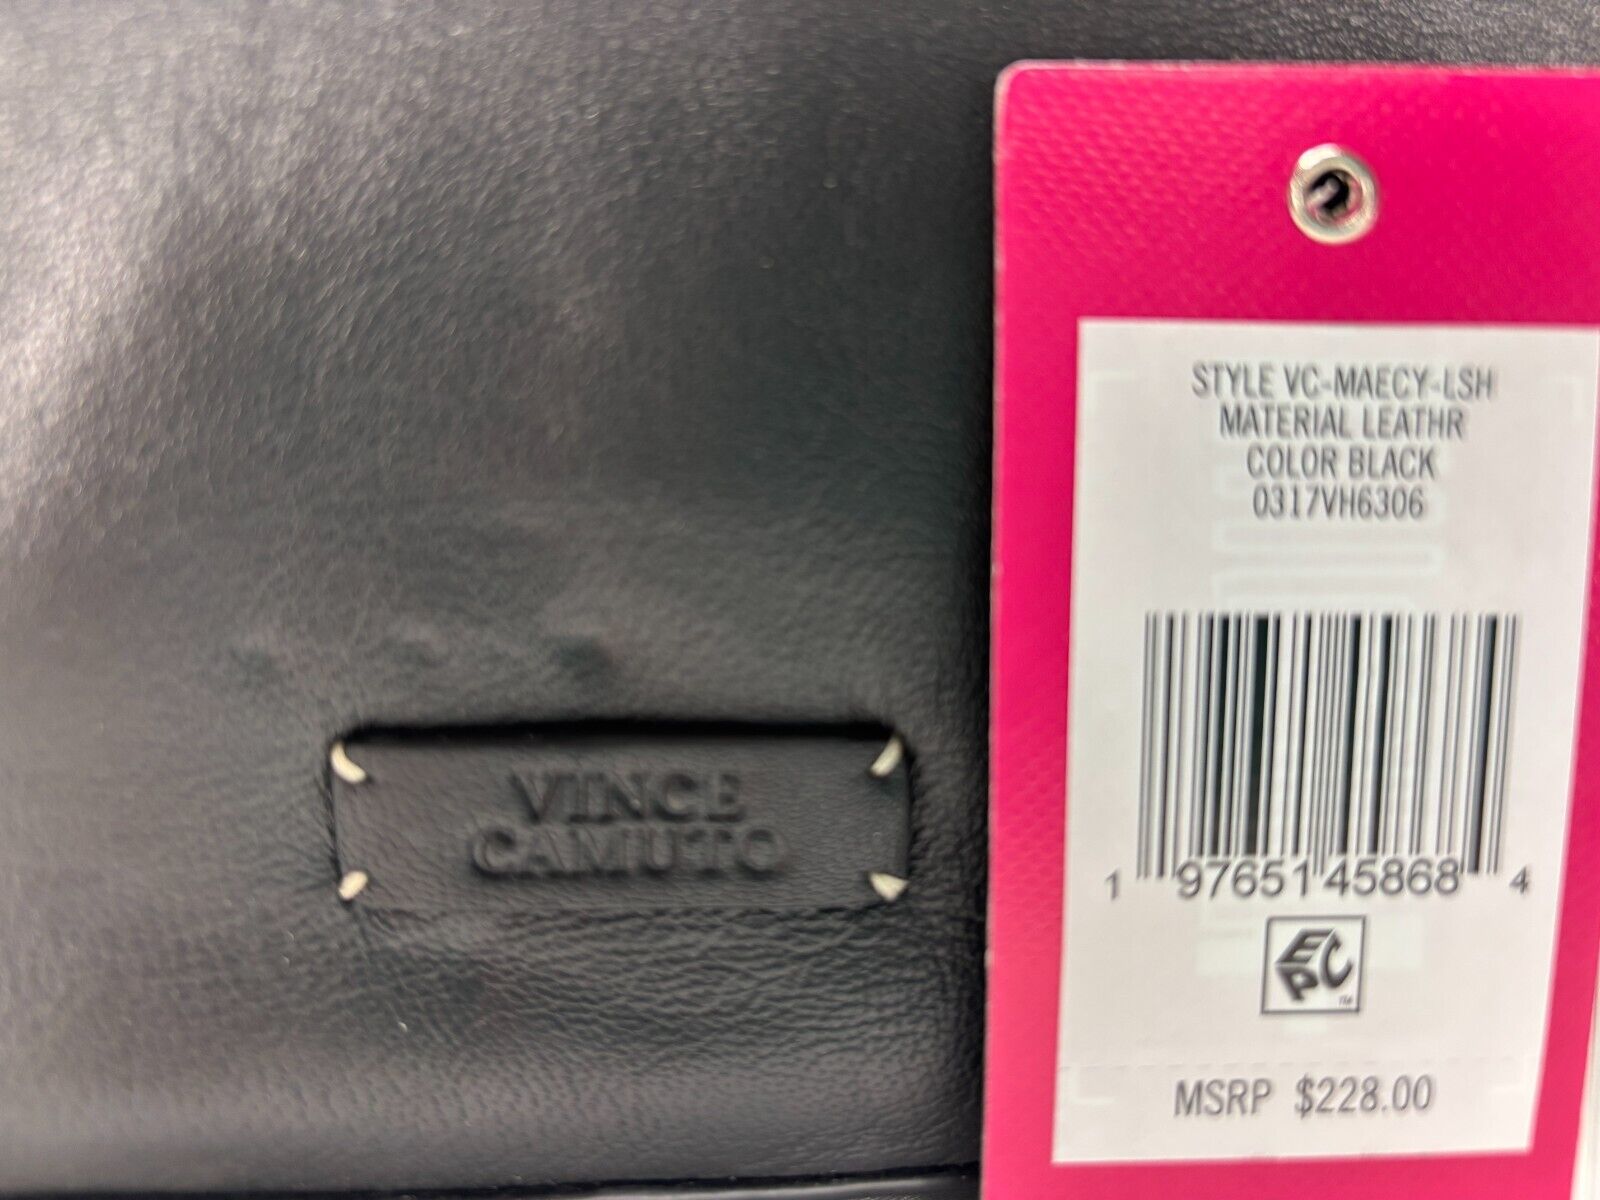 VINCE
CAMUTO
STYLE VC-MAECY-LSH
MATERIAL LEATHR
COLOR BLACK
0317VH6306
1 97651 45868 4
EPC
TM
MSRP $228.00